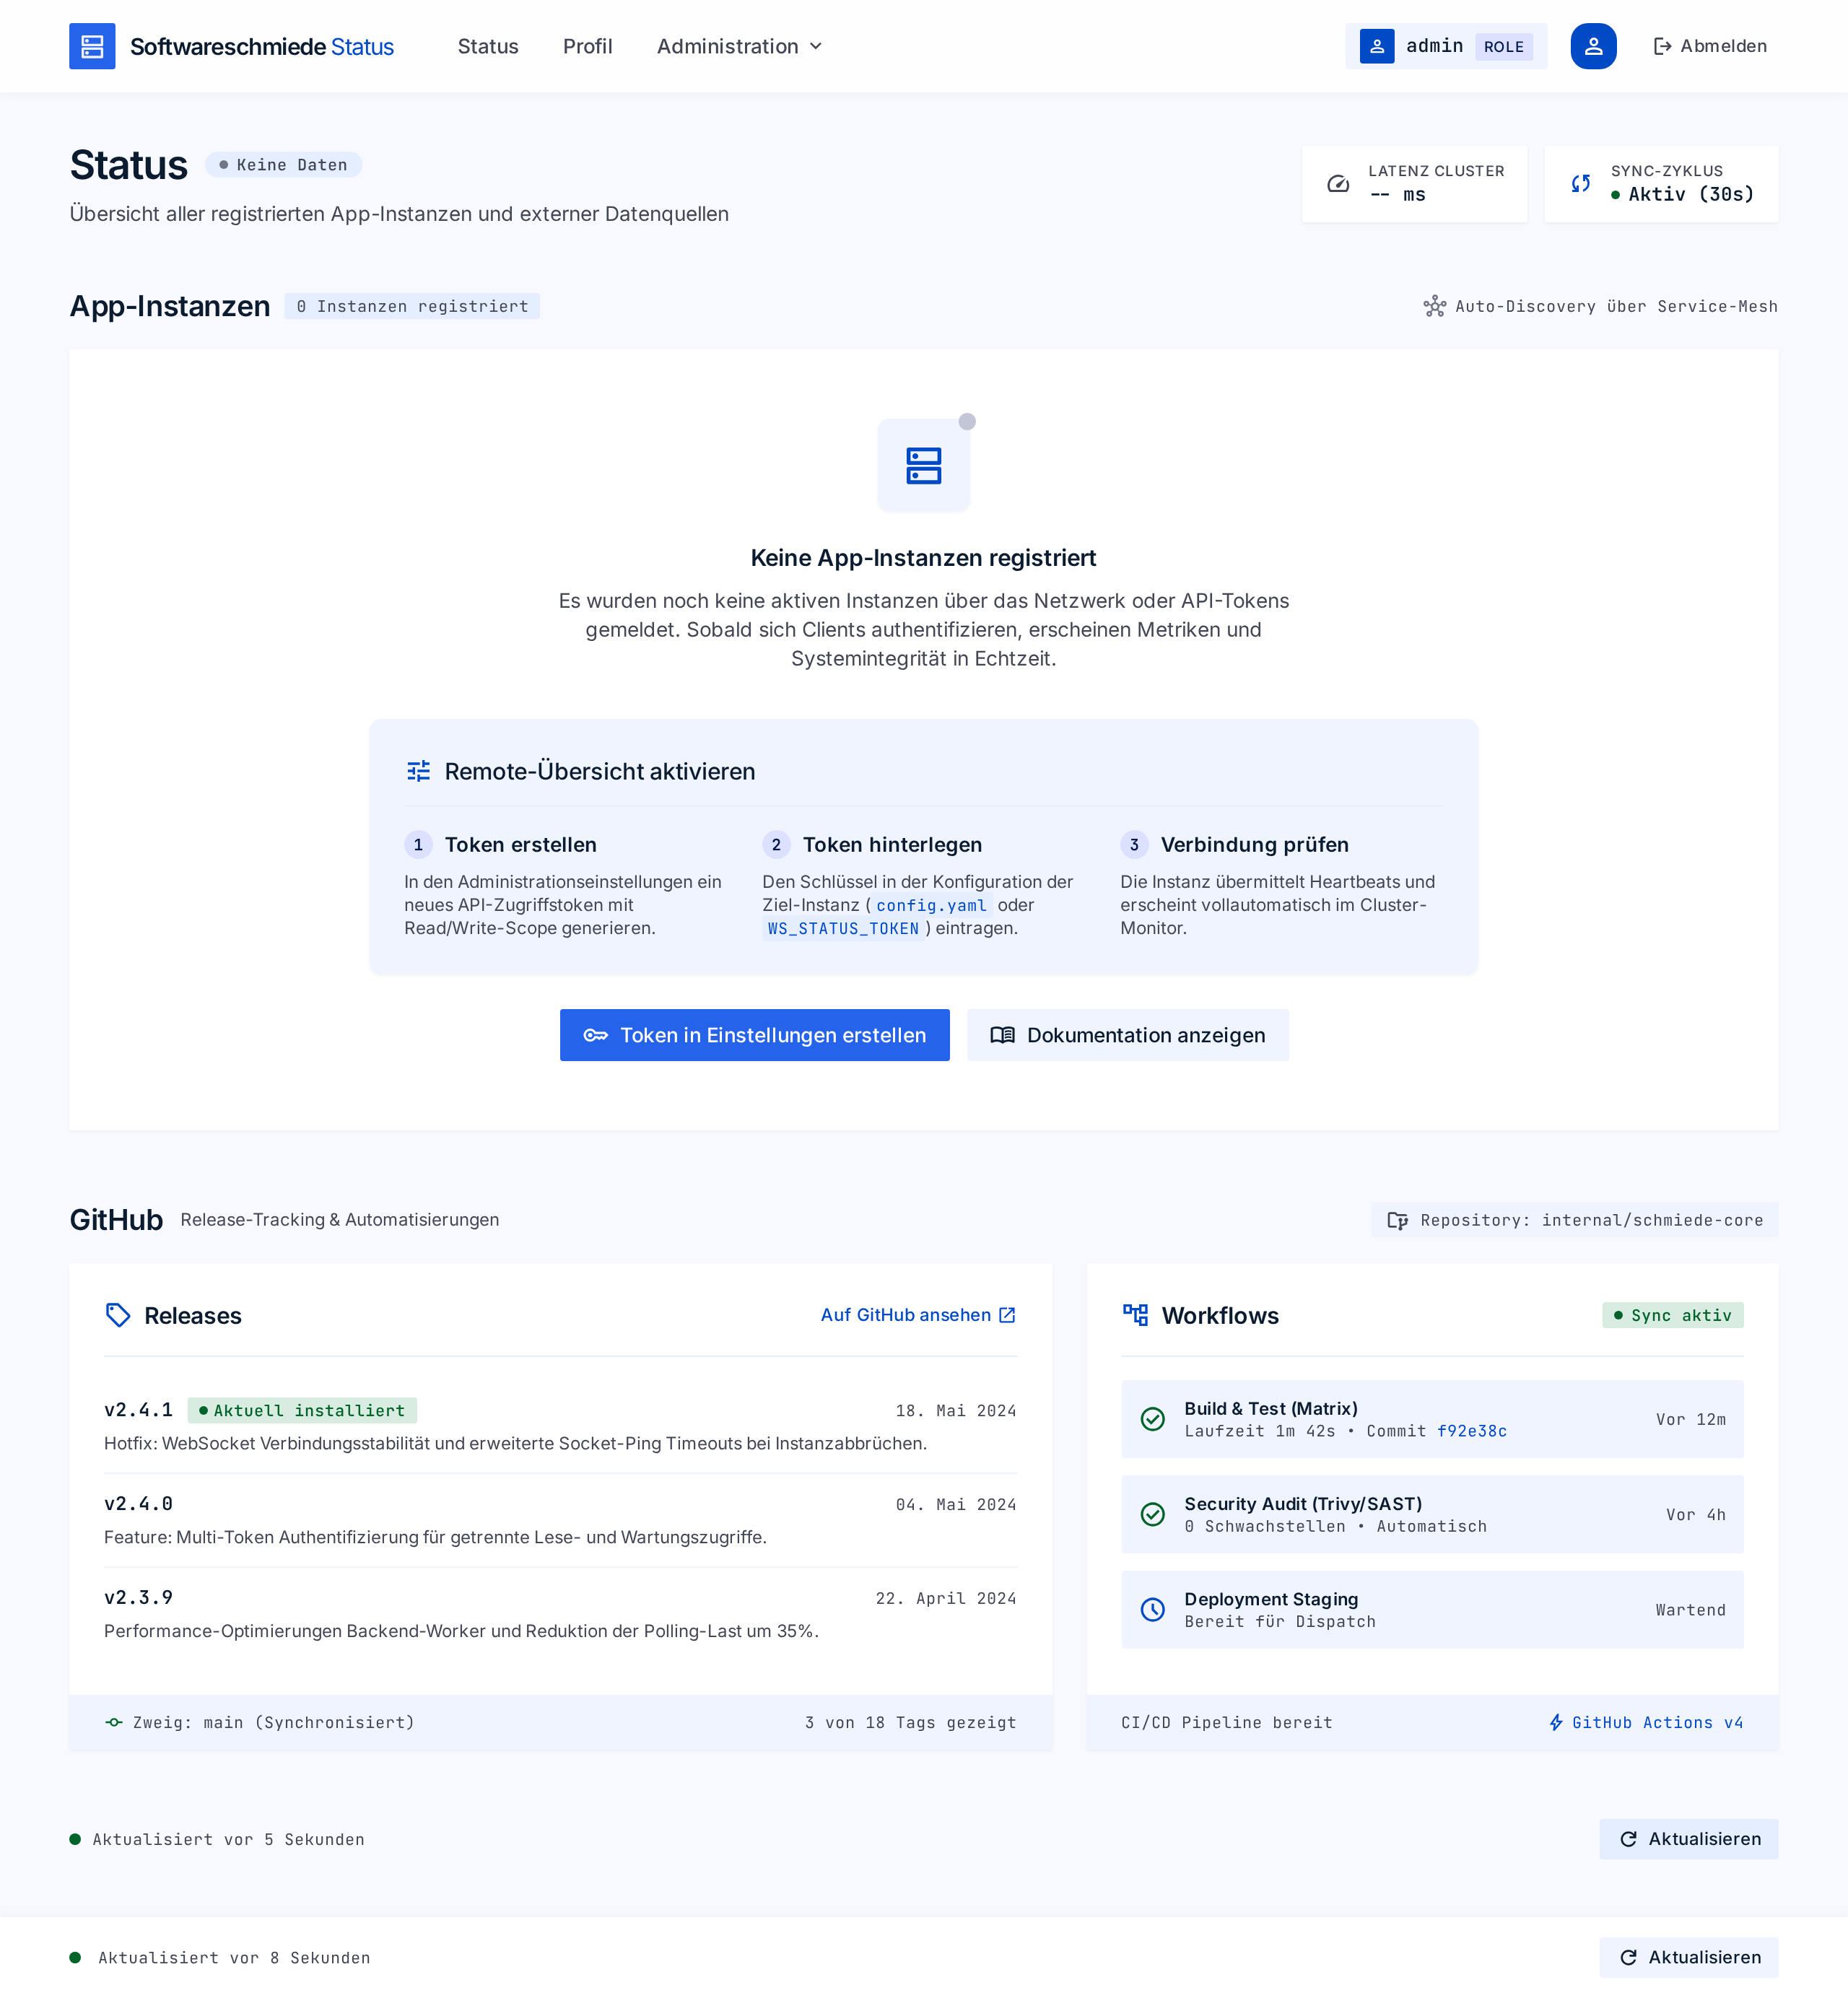 Softwareschmiede Status
Status
Profil
Administration
admin
ROLE
Abmelden
Status
Keine Daten
Übersicht aller registrierten App-Instanzen und externer Datenquellen
LATENZ CLUSTER
-- ms
SYNC-ZYKLUS
Aktiv (30s)
App-Instanzen
0 Instanzen registriert
Auto-Discovery über Service-Mesh
Keine App-Instanzen registriert
Es wurden noch keine aktiven Instanzen über das Netzwerk oder API-Tokens
gemeldet. Sobald sich Clients authentifizieren, erscheinen Metriken und
Systemintegrität in Echtzeit.
Remote-Übersicht aktivieren
1 Token erstellen
In den Administrationseinstellungen ein
neues API-Zugriffstoken mit
Read/Write-Scope generieren.
2 Token hinterlegen
Den Schlüssel in der Konfiguration der
Ziel-Instanz ( config.yaml oder
WS_STATUS_TOKEN ) eintragen.
3 Verbindung prüfen
Die Instanz übermittelt Heartbeats und
erscheint vollautomatisch im Cluster-
Monitor.
Token in Einstellungen erstellen
Dokumentation anzeigen
GitHub
Release-Tracking & Automatisierungen
Repository: internal/schmiede-core
Releases
Auf GitHub ansehen
v2.4.1
Aktuell installiert
18. Mai 2024
Hotfix: WebSocket Verbindungsstabilität und erweiterte Socket-Ping Timeouts bei Instanzabbrüchen.
v2.4.0
04. Mai 2024
Feature: Multi-Token Authentifizierung für getrennte Lese- und Wartungszugriffe.
v2.3.9
22. April 2024
Performance-Optimierungen Backend-Worker und Reduktion der Polling-Last um 35%.
Zweig: main (Synchronisiert)
3 von 18 Tags gezeigt
Workflows
Sync aktiv
Build & Test (Matrix)
Laufzeit 1m 42s • Commit f92e38c
Vor 12m
Security Audit (Trivy/SAST)
0 Schwachstellen • Automatisch
Vor 4h
Deployment Staging
Bereit für Dispatch
Wartend
CI/CD Pipeline bereit
GitHub Actions v4
Aktualisiert vor 5 Sekunden
Aktualisieren
Aktualisiert vor 8 Sekunden
Aktualisieren